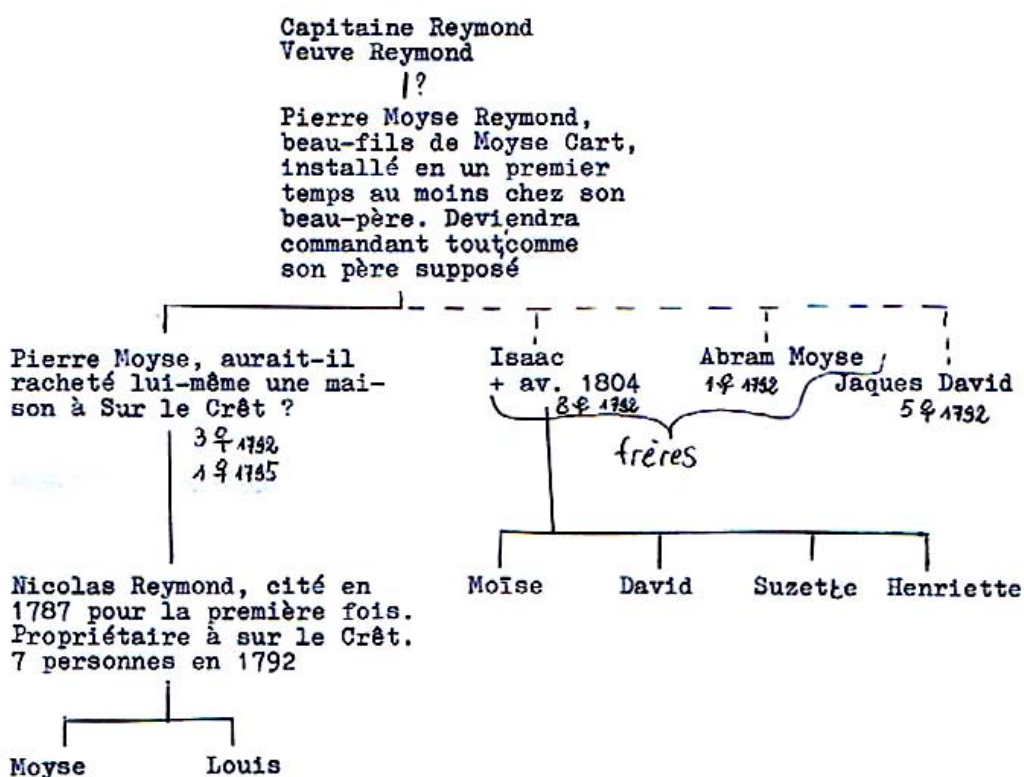 Capitaine Reymond
Veuve Reymond
?
Pierre Moyse Reymond,
beau-fils de Moyse Cart,
installé en un premier
temps au moins chez son
beau-père. Deviendra
commandant tout comme
son père supposé
Pierre Moyse, aurait-il
racheté lui-même une mai-
son à Sur le Crêt ?
3 ♀ 1792
1 ♀ 1795
Isaac
+ av. 1804
8 ♀ 1792
Abram Moyse
1 ♀ 1792
Jaques David
5 ♀ 1792
frères
Moïse David Suzette Henriette
Nicolas Reymond, cité en
1787 pour la première fois.
Propriétaire à sur le Crêt.
7 personnes en 1792
Moyse Louis